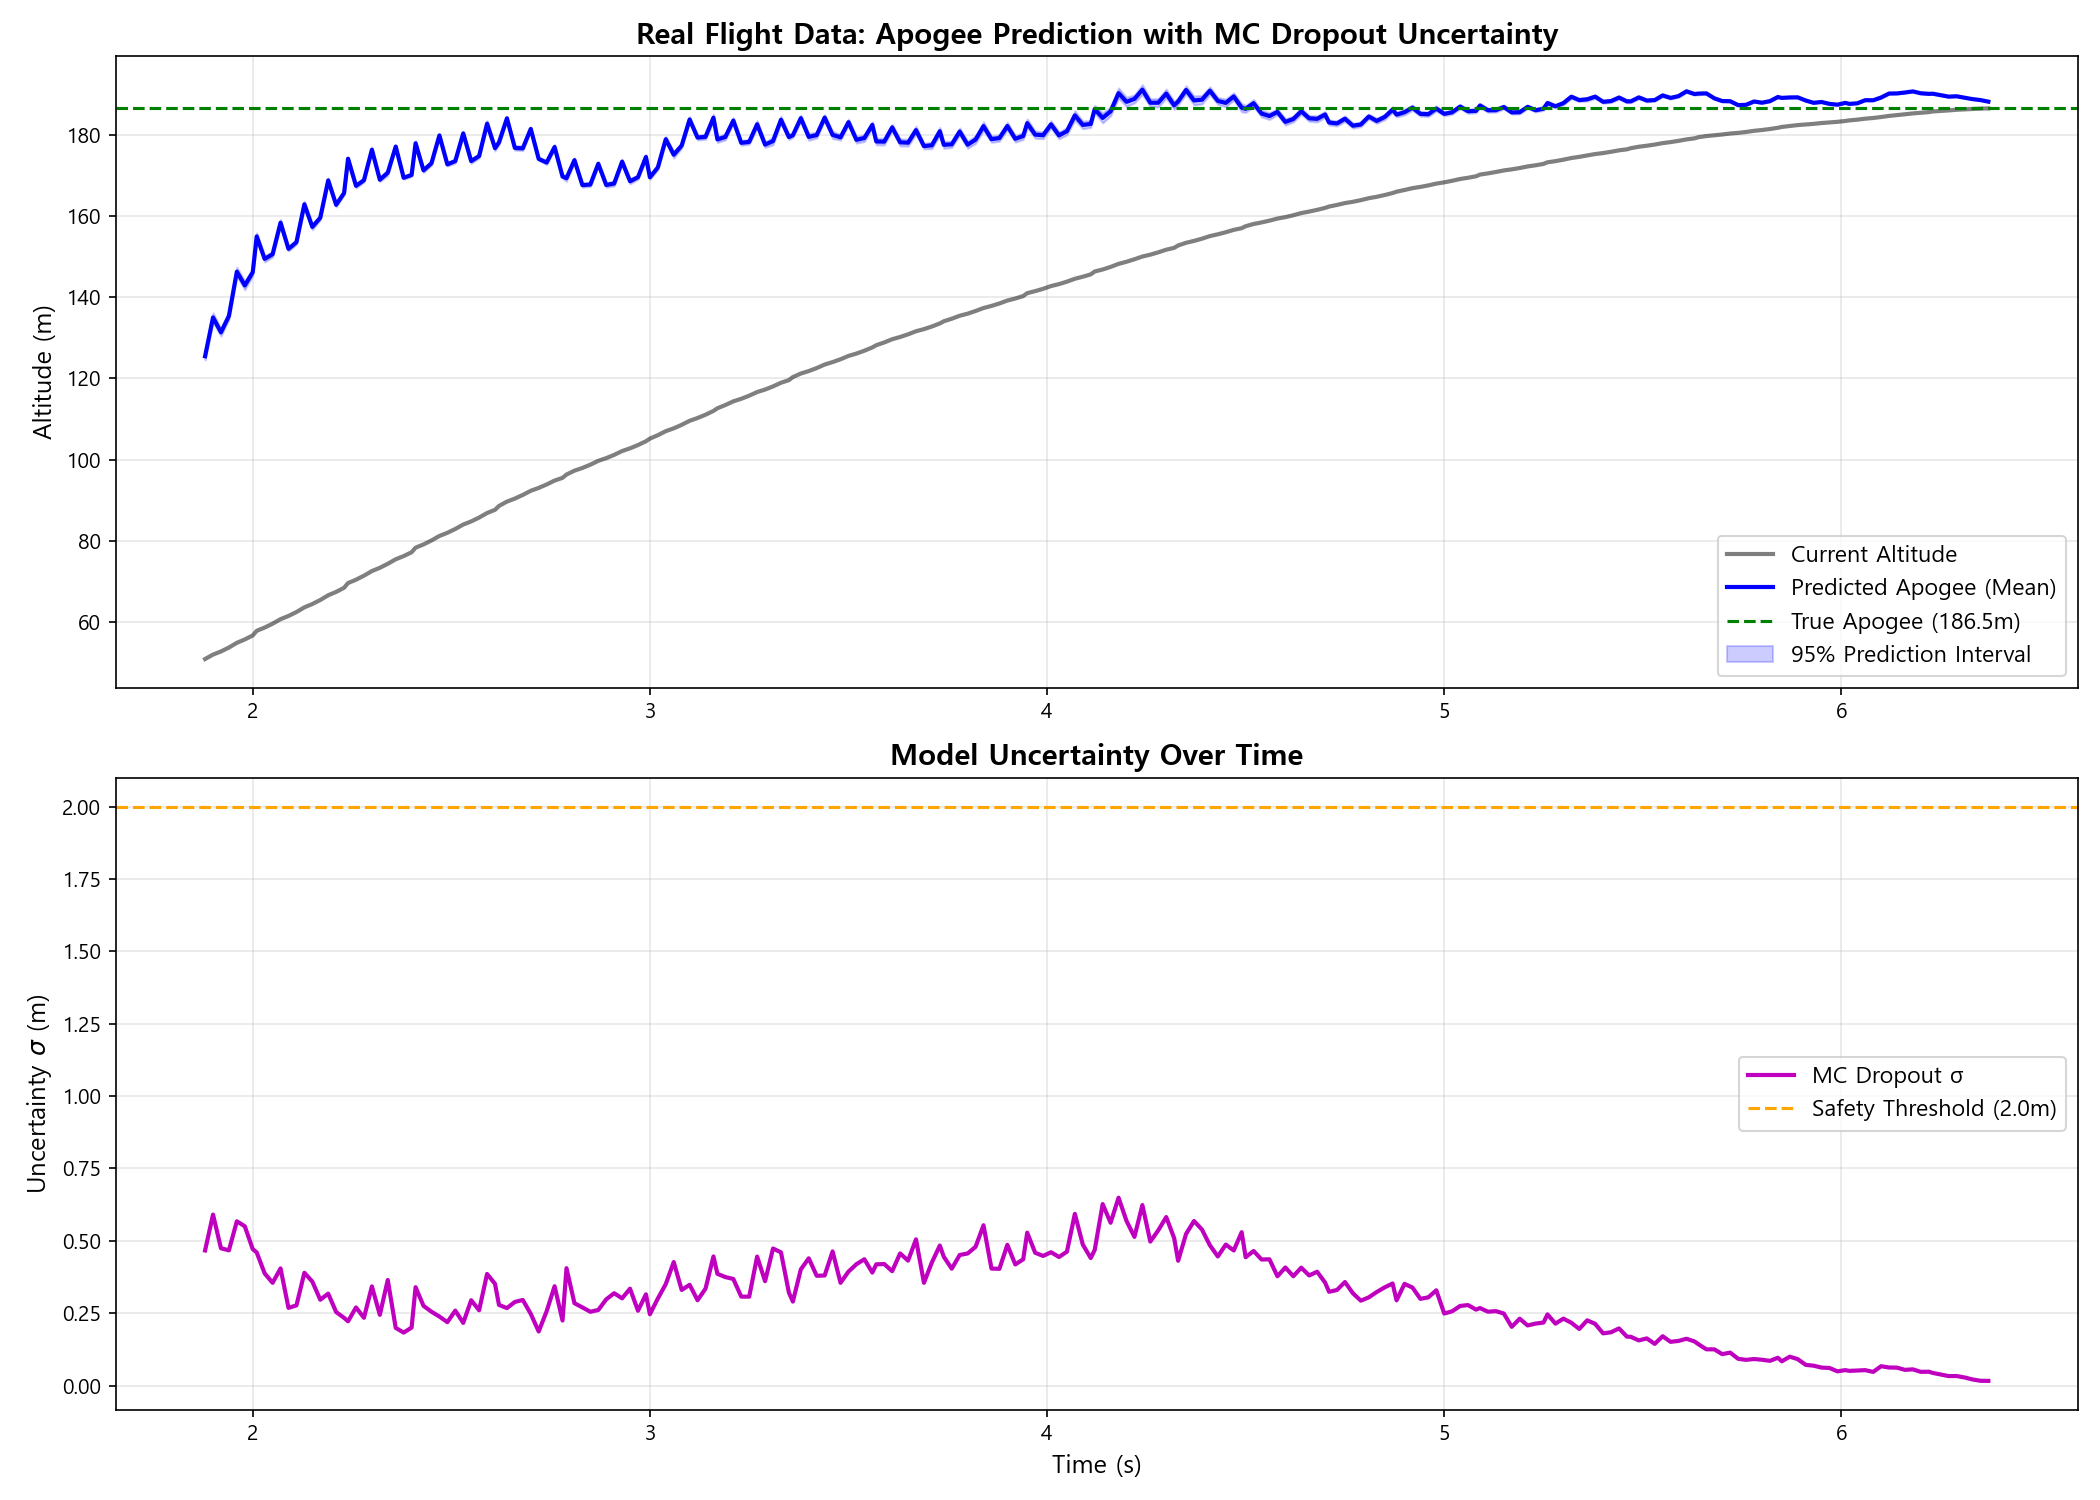 Real Flight Data: Apogee Prediction with MC Dropout Uncertainty
Altitude (m)
180
160
140
120
100
80
60
Current Altitude
Predicted Apogee (Mean)
True Apogee (186.5m)
95% Prediction Interval
2 3 4 5 6
Model Uncertainty Over Time
Uncertainty σ (m)
2.00
1.75
1.50
1.25
1.00
0.75
0.50
0.25
0.00
MC Dropout σ
Safety Threshold (2.0m)
2 3 4 5 6
Time (s)